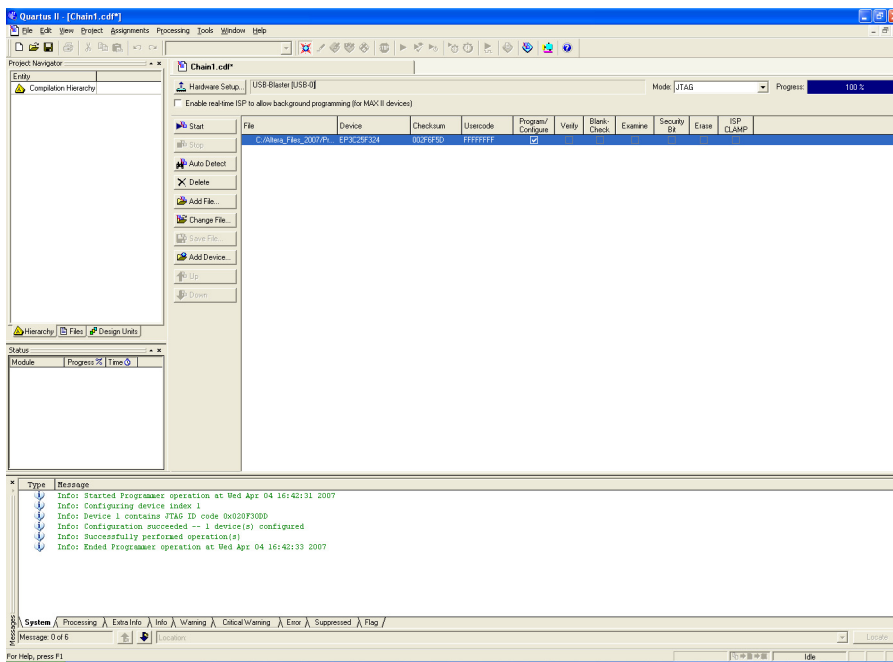 Quartus II - [Chain1.cdf*]
File Edit View Project Assignments Processing Tools Window Help
Project Navigator
Entity
Compilation Hierarchy
Hierarchy Files Design Units
Status
Module Progress % Time
Chain1.cdf*
Hardware Setup... USB-Blaster [USB-0] Mode: JTAG Progress: 100 %
Enable real-time ISP to allow background programming (for MAX II devices)
Start
Stop
Auto Detect
Delete
Add File...
Change File...
Save File...
Add Device...
Up
Down
File Device Checksum Usercode Program/ Configure Verify Blank- Check Examine Security Bit Erase ISP CLAMP
C:/Altera_Files_2007/Pr... EP3C25F324 002F6F5D FFFFFFFF
Type Message
Info: Started Programmer operation at Wed Apr 04 16:42:31 2007
Info: Configuring device index 1
Info: Device 1 contains JTAG ID code 0x020F30DD
Info: Configuration succeeded -- 1 device(s) configured
Info: Successfully performed operation(s)
Info: Ended Programmer operation at Wed Apr 04 16:42:33 2007
System Processing Extra Info Info Warning Critical Warning Error Suppressed Flag
Messages
Message: 0 of 6 Location: Locate
For Help, press F1 Idle